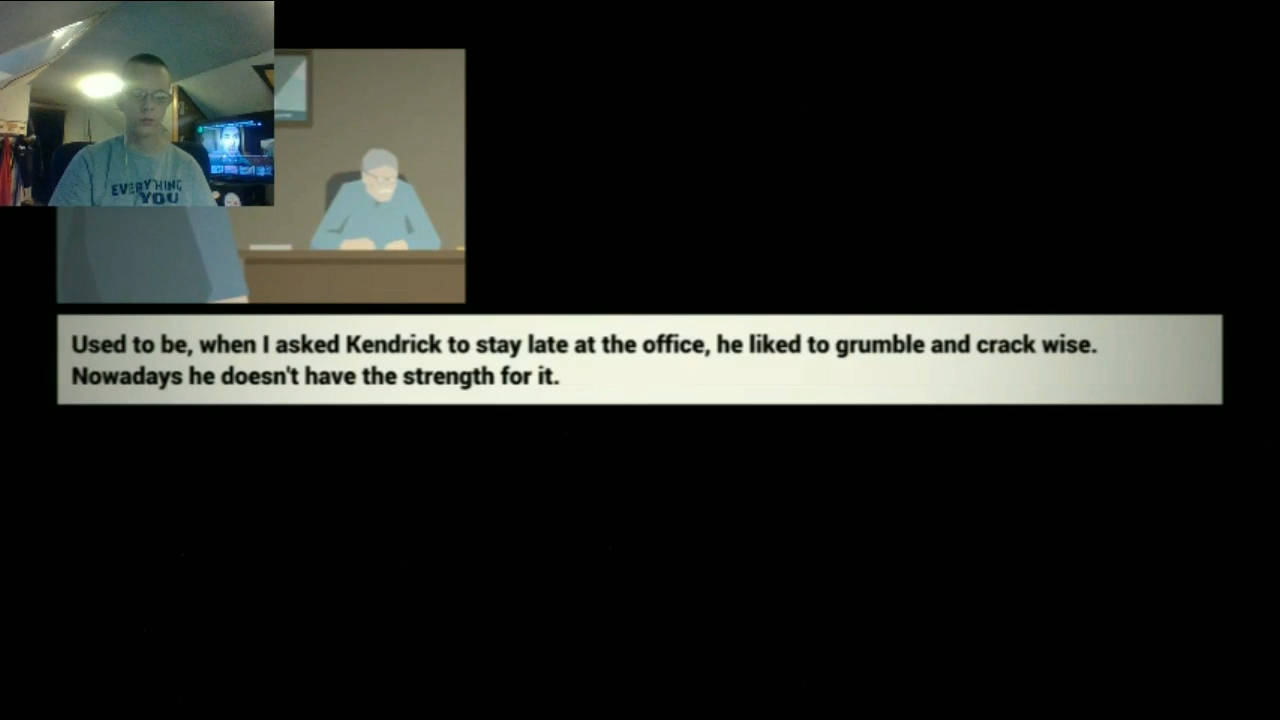 EVERYTHING
YOU
Used to be, when I asked Kendrick to stay late at the office, he liked to grumble and crack wise.
Nowadays he doesn't have the strength for it.